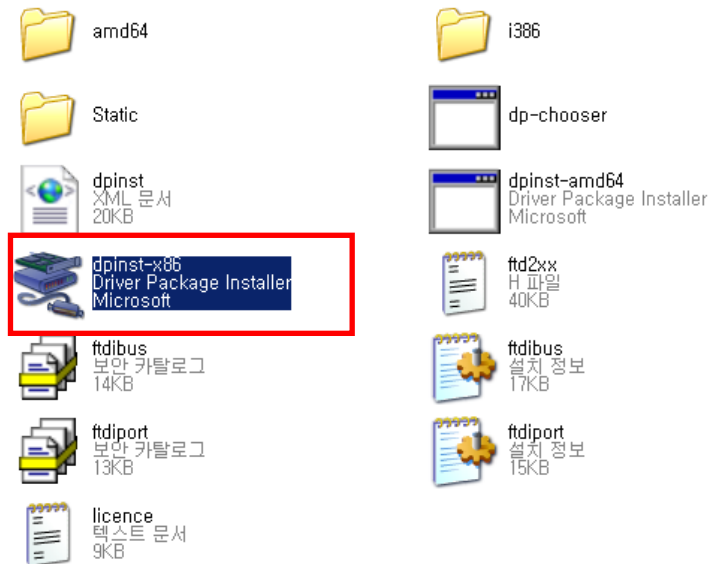 amd64
i386
Static
dp-chooser
dpinst
XML 문서
20KB
dpinst-amd64
Driver Package Installer
Microsoft
dpinst-x86
Driver Package Installer
Microsoft
ftd2xx
H 파일
40KB
ftdibus
보안 카탈로그
14KB
ftdibus
설치 정보
17KB
ftdiport
보안 카탈로그
13KB
ftdiport
설치 정보
15KB
licence
텍스트 문서
9KB